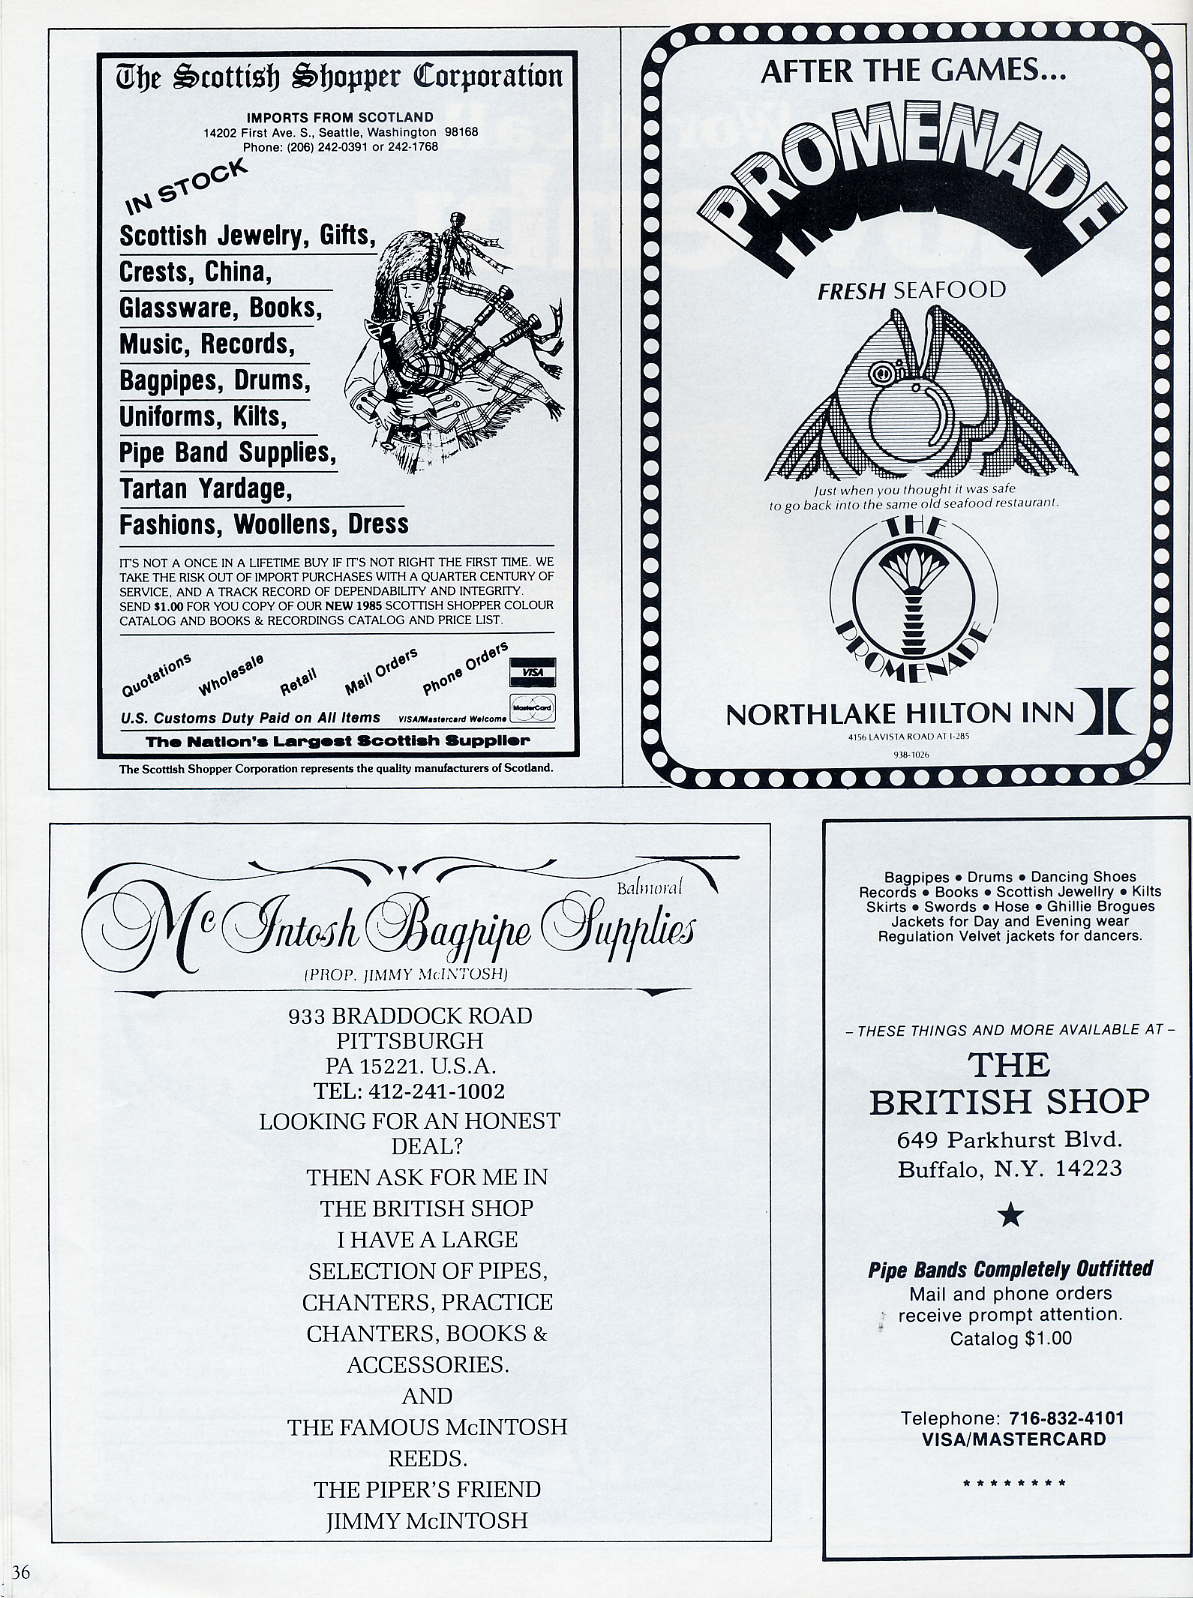 The Scottish Shopper Corporation
IMPORTS FROM SCOTLAND
14202 First Ave. S., Seattle, Washington 98168
Phone: (206) 242-0391 or 242-1768
IN STOCK
Scottish Jewelry, Gifts,
Crests, China,
Glassware, Books,
Music, Records,
Bagpipes, Drums,
Uniforms, Kilts,
Pipe Band Supplies,
Tartan Yardage,
Fashions, Woollens, Dress
IT'S NOT A ONCE IN A LIFETIME BUY IF IT'S NOT RIGHT THE FIRST TIME. WE
TAKE THE RISK OUT OF IMPORT PURCHASES WITH A QUARTER CENTURY OF
SERVICE, AND A TRACK RECORD OF DEPENDABILITY AND INTEGRITY.
SEND $1.00 FOR YOU COPY OF OUR NEW 1985 SCOTTISH SHOPPER COLOUR
CATALOG AND BOOKS & RECORDINGS CATALOG AND PRICE LIST.
Quotations Wholesale Retail Mail Orders Phone Orders
VISA
MasterCard
U.S. Customs Duty Paid on All Items VISA/Mastercard Welcome
The Nation's Largest Scottish Supplier
The Scottish Shopper Corporation represents the quality manufacturers of Scotland.
AFTER THE GAMES...
PROMENADE
FRESH SEAFOOD
Just when you thought it was safe
to go back into the same old seafood restaurant.
THE
PROMENADE
NORTHLAKE HILTON INN
4156 LAVISTA ROAD AT I-285
938-1026
Balmoral
McIntosh Bagpipe Supplies
(PROP. JIMMY McINTOSH)
933 BRADDOCK ROAD
PITTSBURGH
PA 15221. U.S.A.
TEL: 412-241-1002
LOOKING FOR AN HONEST
DEAL?
THEN ASK FOR ME IN
THE BRITISH SHOP
I HAVE A LARGE
SELECTION OF PIPES,
CHANTERS, PRACTICE
CHANTERS, BOOKS &
ACCESSORIES.
AND
THE FAMOUS McINTOSH
REEDS.
THE PIPER'S FRIEND
JIMMY McINTOSH
Bagpipes • Drums • Dancing Shoes
Records • Books • Scottish Jewellry • Kilts
Skirts • Swords • Hose • Ghillie Brogues
Jackets for Day and Evening wear
Regulation Velvet jackets for dancers.
– THESE THINGS AND MORE AVAILABLE AT –
THE
BRITISH SHOP
649 Parkhurst Blvd.
Buffalo, N.Y. 14223
★
Pipe Bands Completely Outfitted
Mail and phone orders
receive prompt attention.
Catalog $1.00
Telephone: 716-832-4101
VISA/MASTERCARD
* * * * * * * *
36